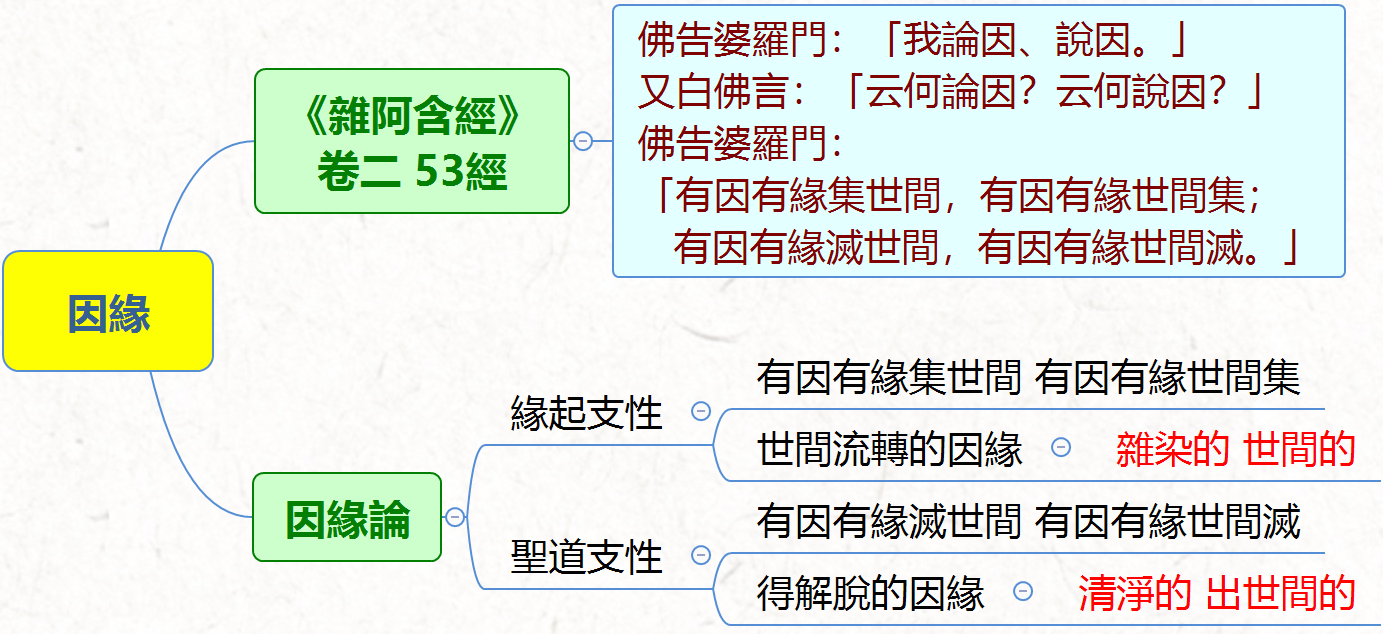 因緣
《雜阿含經》
卷二 53經
佛告婆羅門：「我論因、說因。」
又白佛言：「云何論因？云何說因？」
佛告婆羅門：
「有因有緣集世間，有因有緣世間集；
有因有緣滅世間，有因有緣世間滅。」
因緣論
緣起支性
有因有緣集世間 有因有緣世間集
世間流轉的因緣
雜染的 世間的
聖道支性
有因有緣滅世間 有因有緣世間滅
得解脫的因緣
清淨的 出世間的